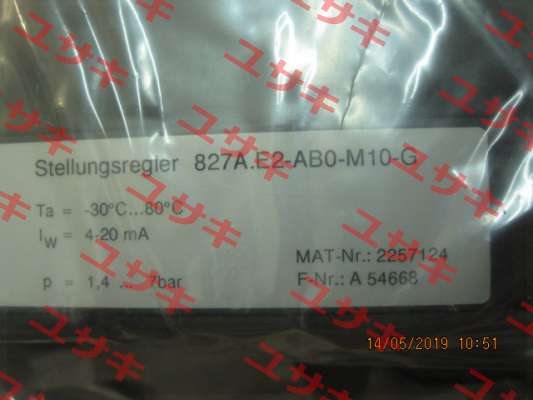 Stellungsregler 827A.E2-AB0-M10-G
Ta = -30°C...80°C
Iw = 4-20 mA
MAT-Nr.: 2257124
p = 1,4 ... 7bar
F-Nr.: A 54668
14/05/2019 10:51
ユサキ